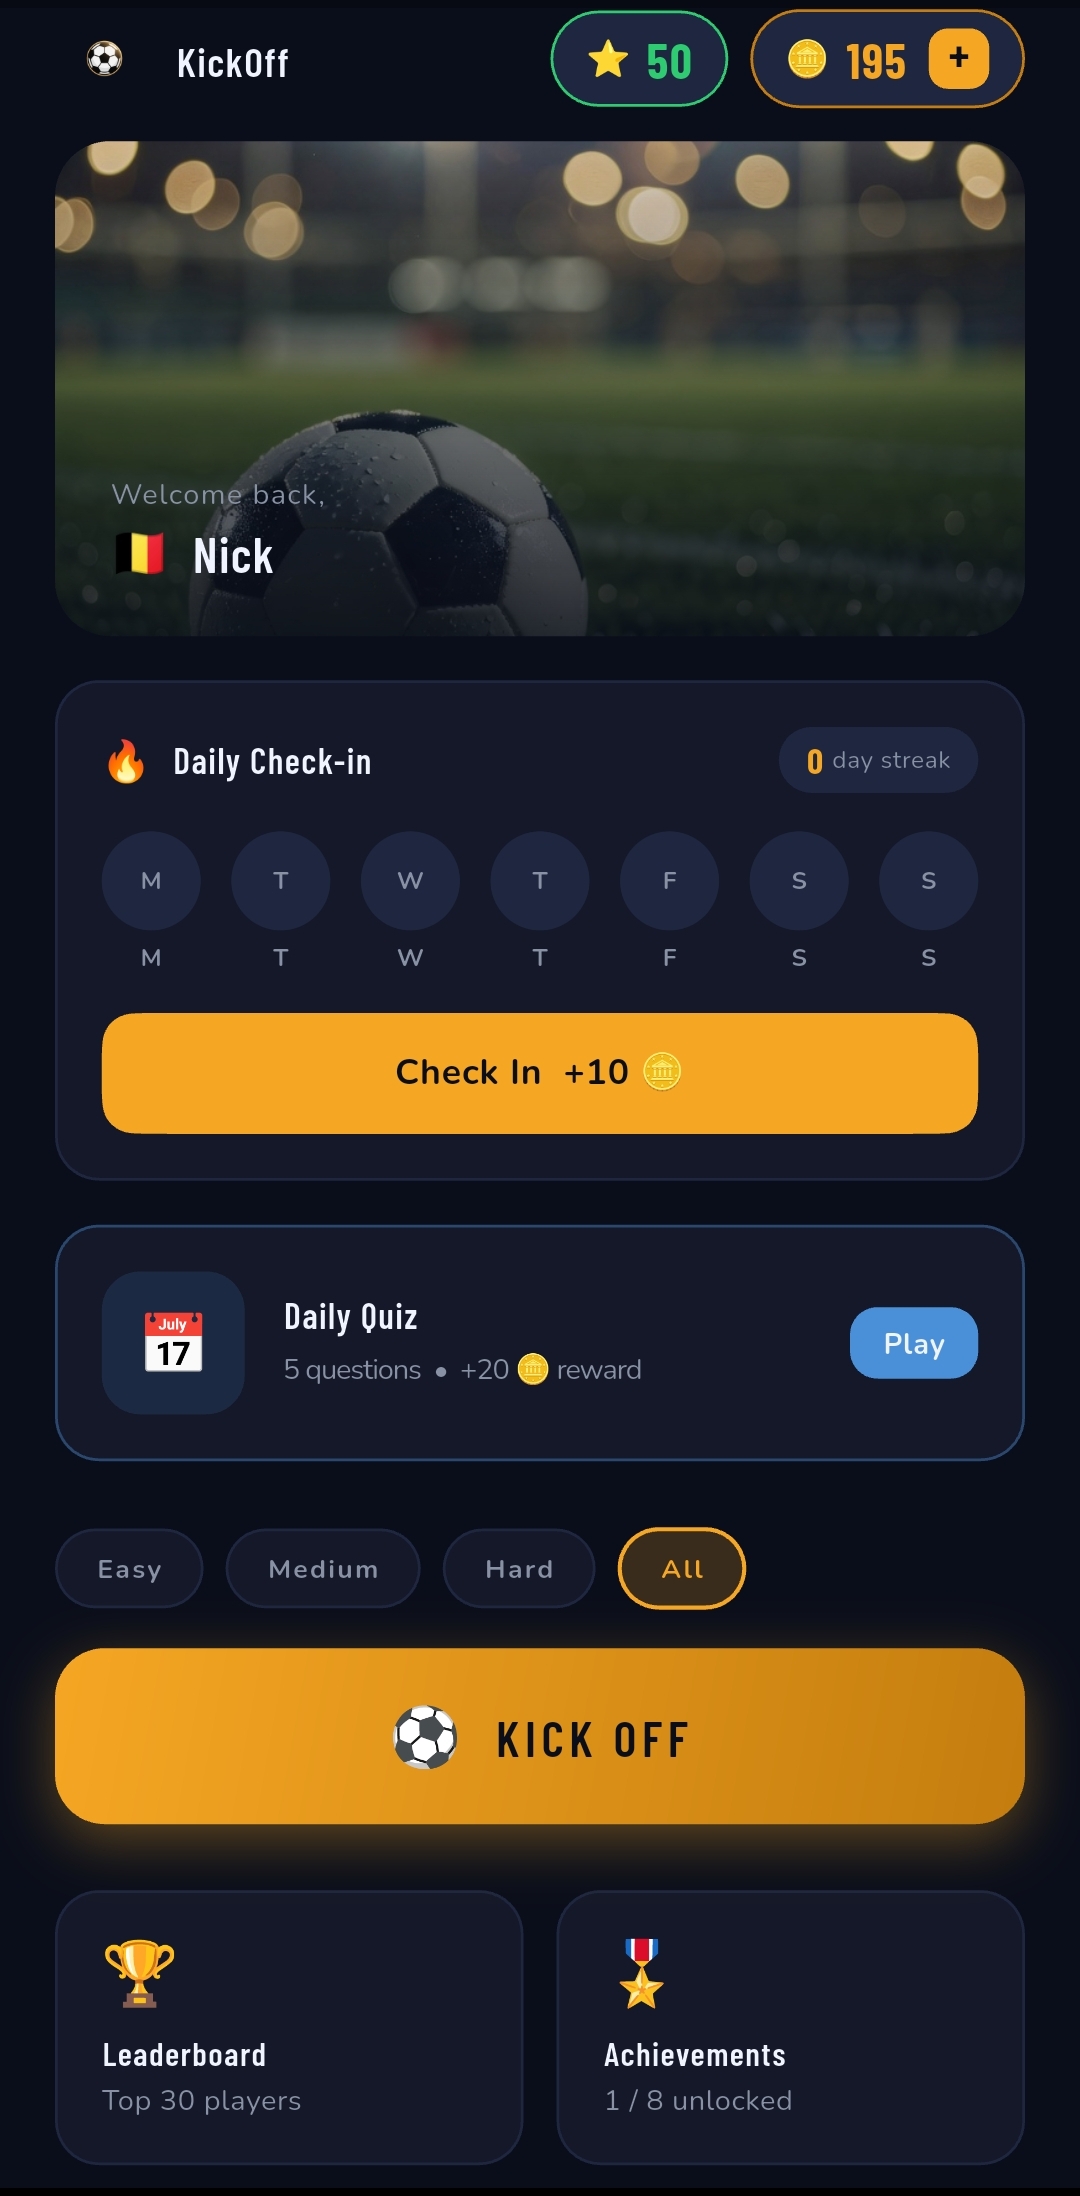 KickOff
50
195 +
Welcome back,
Nick
Daily Check-in
0 day streak
M T W T F S S
M T W T F S S
Check In +10
July
17
Daily Quiz
5 questions • +20 reward
Play
Easy Medium Hard All
KICK OFF
Leaderboard
Top 30 players
Achievements
1 / 8 unlocked